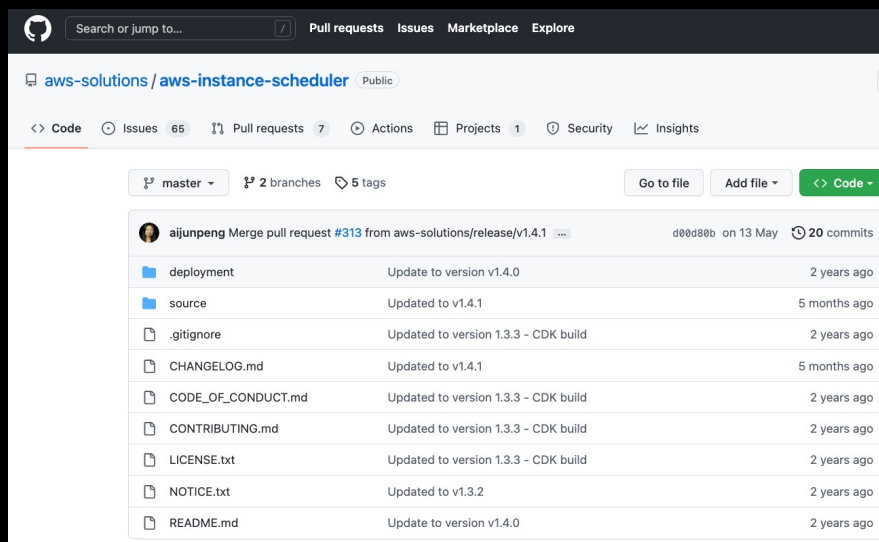 Search or jump to... / Pull requests Issues Marketplace Explore
aws-solutions / aws-instance-scheduler Public
<> Code Issues 65 Pull requests 7 Actions Projects 1 Security Insights
master 2 branches 5 tags Go to file Add file <> Code
aijunpeng Merge pull request #313 from aws-solutions/release/v1.4.1 ... d00d80b on 13 May 20 commits
deployment Update to version v1.4.0 2 years ago
source Updated to v1.4.1 5 months ago
.gitignore Updated to version 1.3.3 - CDK build 2 years ago
CHANGELOG.md Updated to v1.4.1 5 months ago
CODE_OF_CONDUCT.md Updated to version 1.3.3 - CDK build 2 years ago
CONTRIBUTING.md Updated to version 1.3.3 - CDK build 2 years ago
LICENSE.txt Updated to version 1.3.3 - CDK build 2 years ago
NOTICE.txt Updated to v1.3.2 2 years ago
README.md Update to version v1.4.0 2 years ago